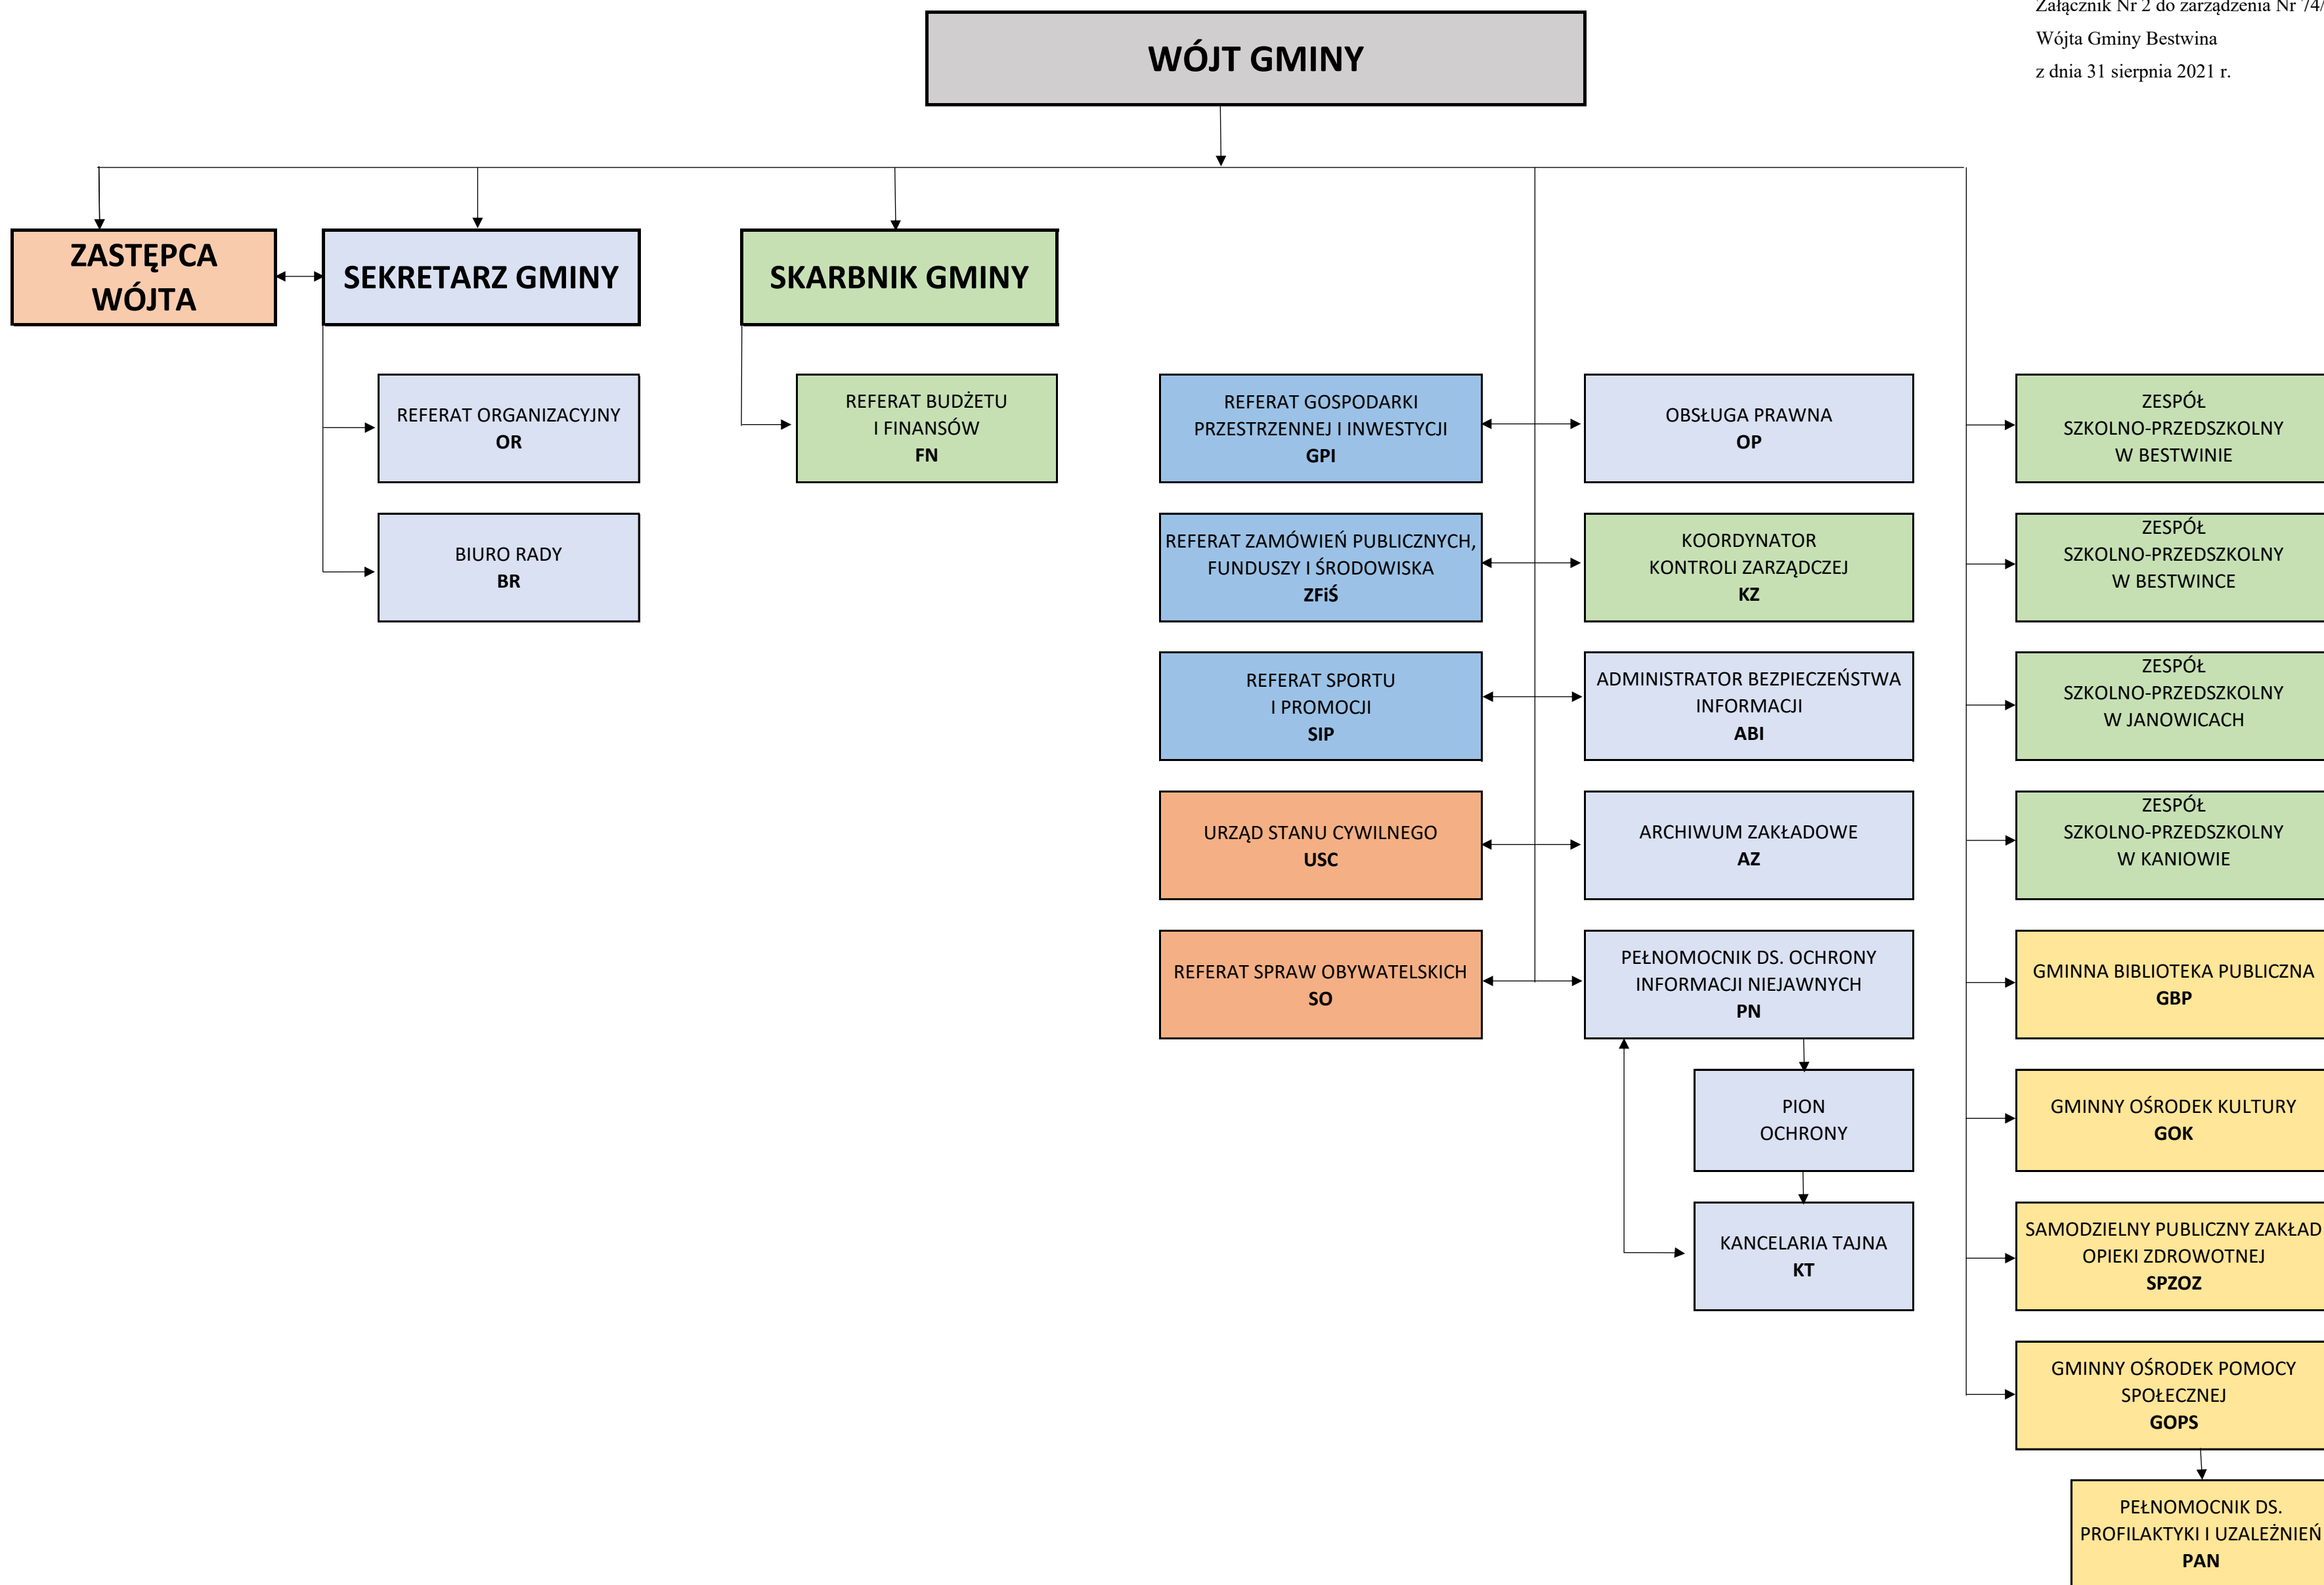 Załącznik Nr 2 do zarządzenia Nr 74/
Wójta Gminy Bestwina
z dnia 31 sierpnia 2021 r.
WÓJT GMINY
ZASTĘPCA
WÓJTA
SEKRETARZ GMINY
SKARBNIK GMINY
REFERAT ORGANIZACYJNY
OR
BIURO RADY
BR
REFERAT BUDŻETU
I FINANSÓW
FN
REFERAT GOSPODARKI
PRZESTRZENNEJ I INWESTYCJI
GPI
REFERAT ZAMÓWIEŃ PUBLICZNYCH,
FUNDUSZY I ŚRODOWISKA
ZFiŚ
REFERAT SPORTU
I PROMOCJI
SIP
URZĄD STANU CYWILNEGO
USC
REFERAT SPRAW OBYWATELSKICH
SO
OBSŁUGA PRAWNA
OP
KOORDYNATOR
KONTROLI ZARZĄDCZEJ
KZ
ADMINISTRATOR BEZPIECZEŃSTWA
INFORMACJI
ABI
ARCHIWUM ZAKŁADOWE
AZ
PEŁNOMOCNIK DS. OCHRONY
INFORMACJI NIEJAWNYCH
PN
PION
OCHRONY
KANCELARIA TAJNA
KT
ZESPÓŁ
SZKOLNO-PRZEDSZKOLNY
W BESTWINIE
ZESPÓŁ
SZKOLNO-PRZEDSZKOLNY
W BESTWINCE
ZESPÓŁ
SZKOLNO-PRZEDSZKOLNY
W JANOWICACH
ZESPÓŁ
SZKOLNO-PRZEDSZKOLNY
W KANIOWIE
GMINNA BIBLIOTEKA PUBLICZNA
GBP
GMINNY OŚRODEK KULTURY
GOK
SAMODZIELNY PUBLICZNY ZAKŁAD
OPIEKI ZDROWOTNEJ
SPZOZ
GMINNY OŚRODEK POMOCY
SPOŁECZNEJ
GOPS
PEŁNOMOCNIK DS.
PROFILAKTYKI I UZALEŻNIEŃ
PAN